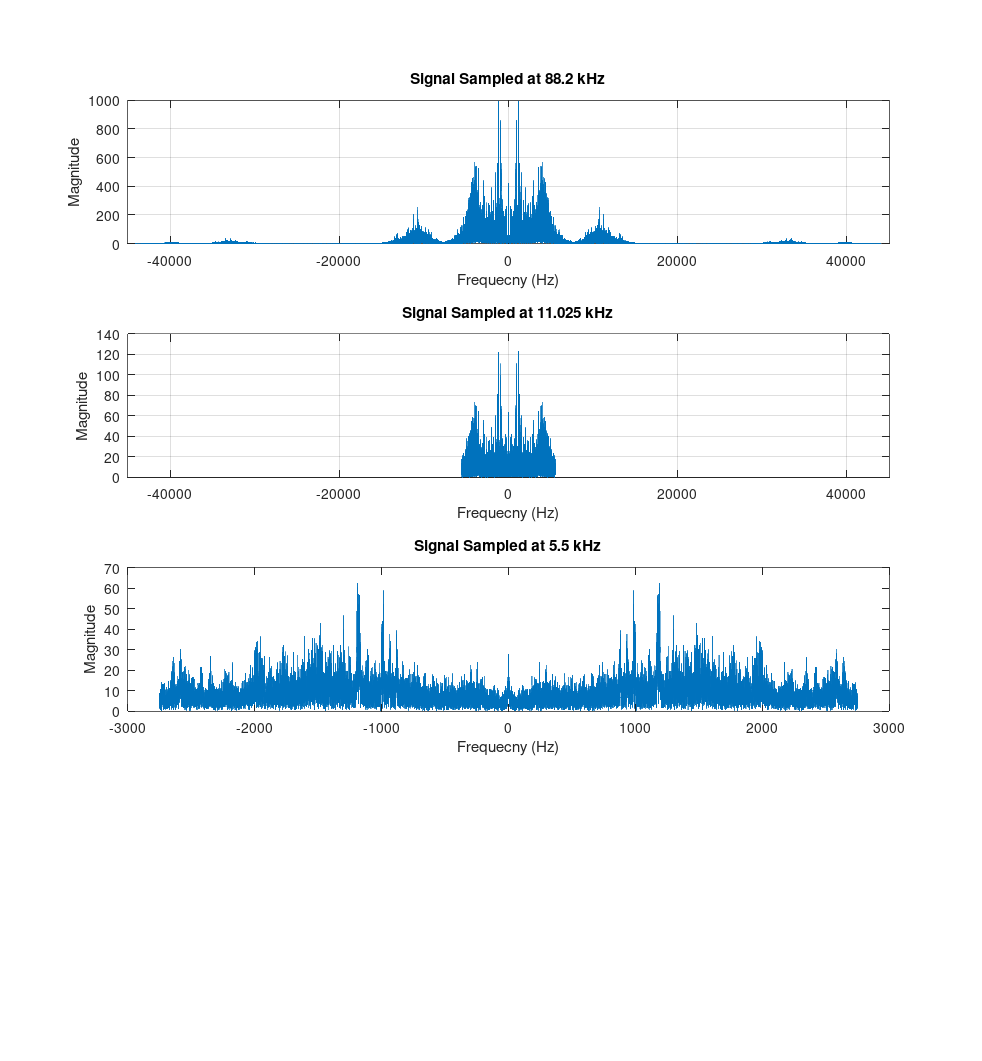 SIgnal Sampled at 88.2 kHz
1000
800
600
400
200
0
Magnitude
-40000 -20000 0 20000 40000
Frequecny (Hz)
SIgnal Sampled at 11.025 kHz
140
120
100
80
60
40
20
0
Magnitude
-40000 -20000 0 20000 40000
Frequecny (Hz)
SIgnal Sampled at 5.5 kHz
70
60
50
40
30
20
10
0
Magnitude
-3000 -2000 -1000 0 1000 2000 3000
Frequecny (Hz)